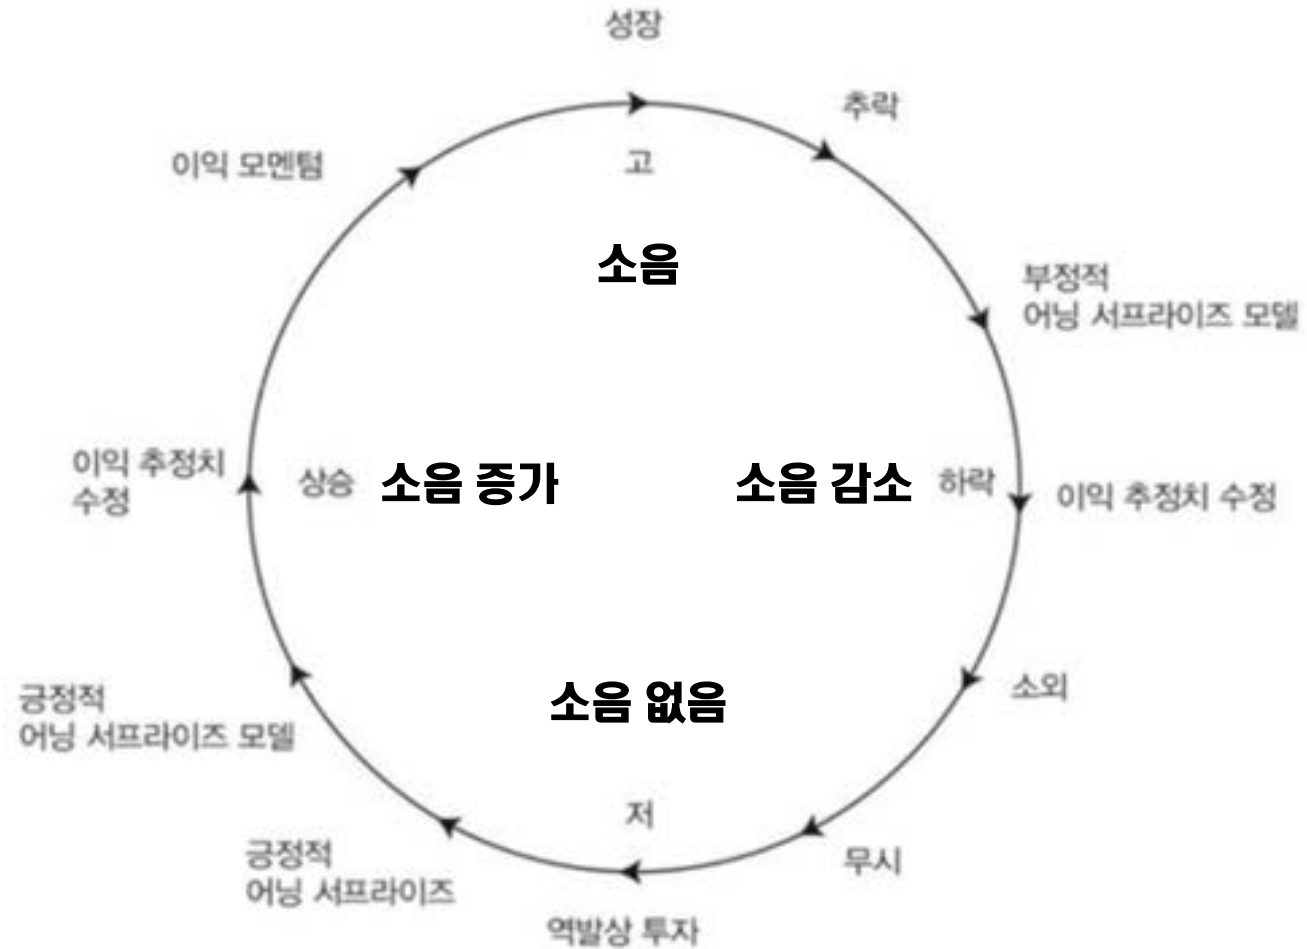 성장
추락
이익 모멘텀
고
소음
부정적
어닝 서프라이즈 모델
이익 추정치
수정
상승
소음 증가
소음 감소
하락
이익 추정치 수정
소외
소음 없음
긍정적
어닝 서프라이즈 모델
저
무시
긍정적
어닝 서프라이즈
역발상 투자